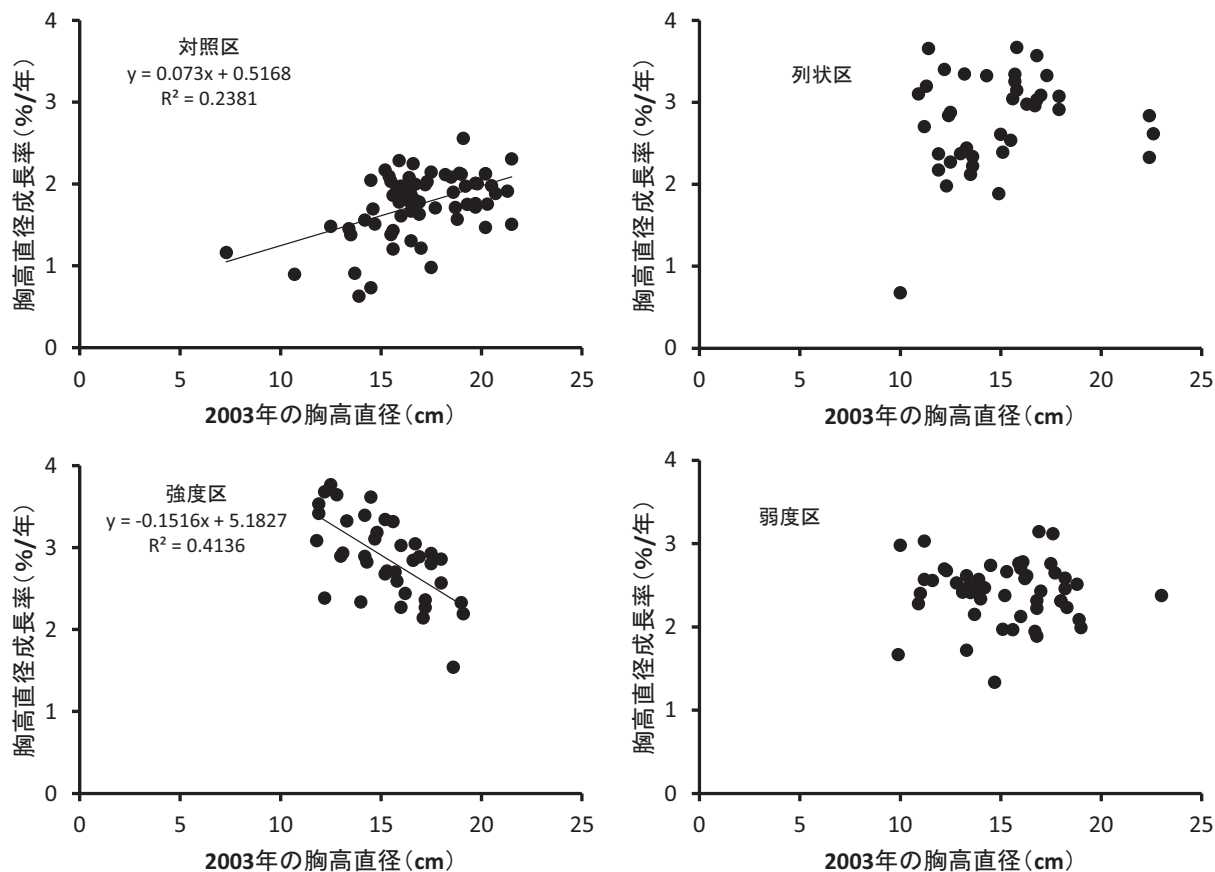 4
3
2
1
0
対照区
y = 0.073x + 0.5168
R² = 0.2381
0 5 10 15 20 25
胸高直径成長率(%/年)
2003年の胸高直径(cm)
4
3
2
1
0
列状区
0 5 10 15 20 25
胸高直径成長率(%/年)
2003年の胸高直径(cm)
4
3
2
1
0
強度区
y = -0.1516x + 5.1827
R² = 0.4136
0 5 10 15 20 25
胸高直径成長率(%/年)
2003年の胸高直径(cm)
4
3
2
1
0
弱度区
0 5 10 15 20 25
胸高直径成長率(%/年)
2003年の胸高直径(cm)